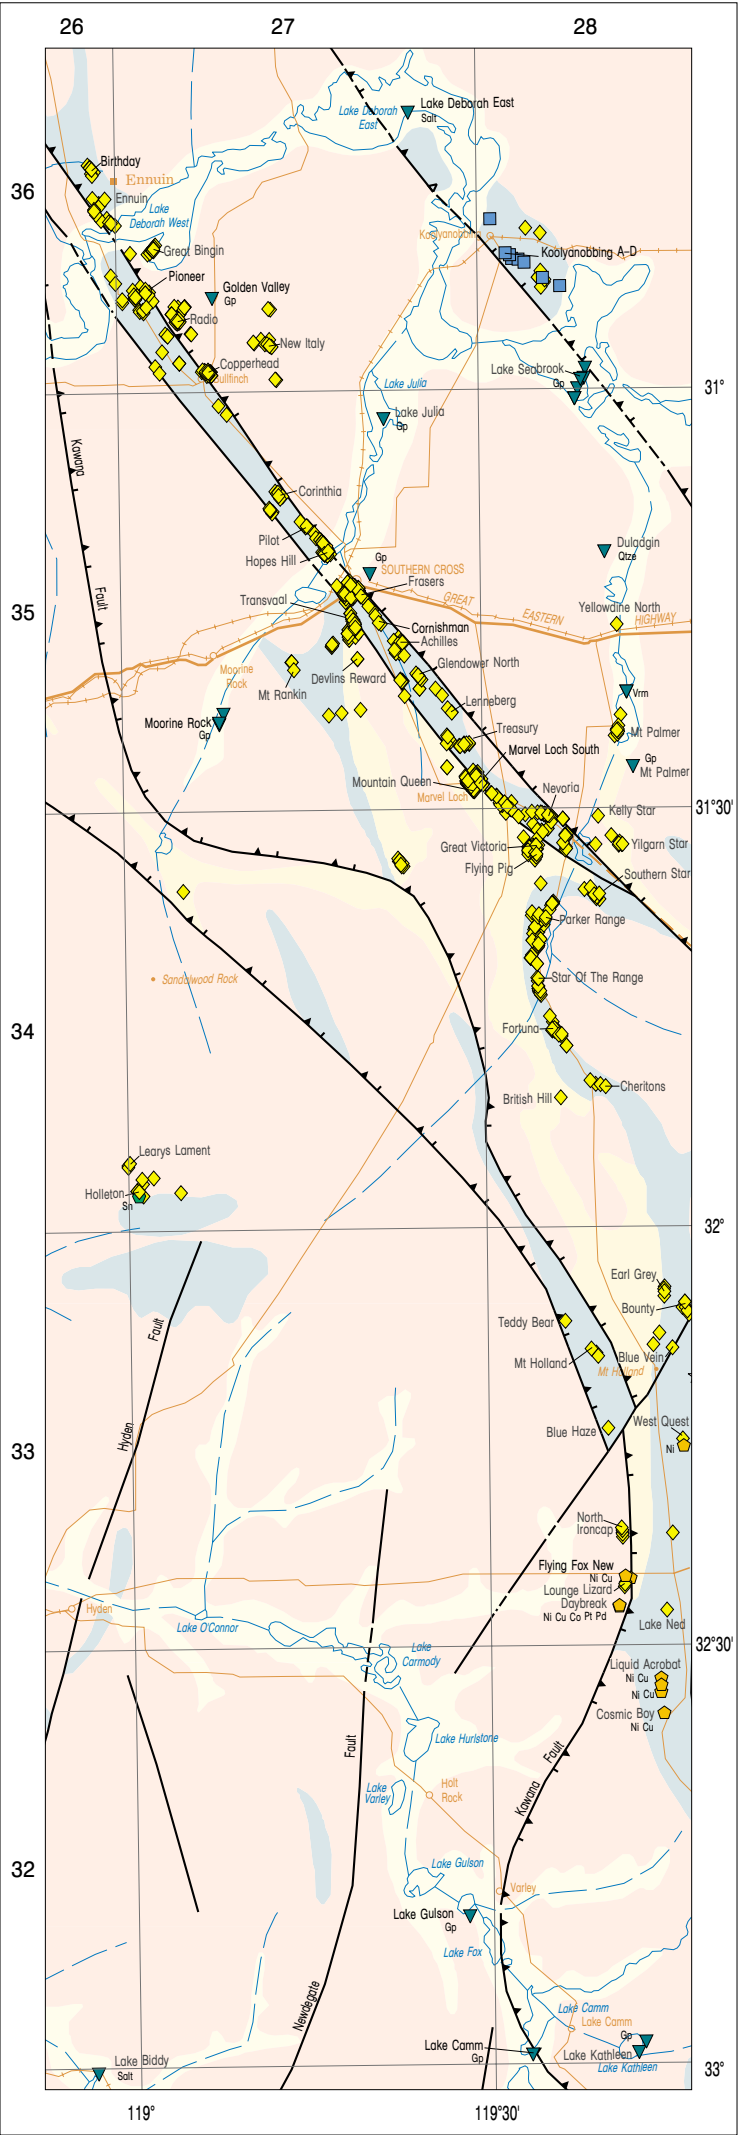 26
27
28
Lake Deborah
East
Lake Deborah East
Salt
Birthday
Ennuin
36
Ennuin
Lake
Deborah West
Great Bingin
Koolyanobbing
Koolyanobbing A-D
Pioneer
Golden Valley
Gp
Radio
New Italy
Copperhead
Bullfinch
Lake Seabrook
Gp
31°
Lake Julia
Lake Julia
Gp
Kawana
Fault
Corinthia
Pilot
Hopes Hill
Gp
SOUTHERN CROSS
Dulagin
Qtze
Frasers
35
Transvaal
GREAT
EASTERN
HIGHWAY
Yellowdine North
Cornishman
Achilles
Glendower North
Moorine
Rock
Mt Rankin
Devlins Reward
Vrm
Lenneberg
Moorine Rock
Gp
Treasury
Mt Palmer
Marvel Loch South
Gp
Mt Palmer
Mountain Queen
Marvel Loch
Nevoria
31°30'
Kelly Star
Great Victoria
Yilgarn Star
Flying Pig
Southern Star
Parker Range
Sandalwood Rock
Star Of The Range
34
Fortuna
Cheritons
British Hill
Learys Lament
Holleton
Sn
32°
Earl Grey
Bounty
Fault
Teddy Bear
Mt Holland
Blue Vein
Mt Holland
Hyden
Blue Haze
West Quest
Ni
33
North
Ironcap
Flying Fox New
Ni Cu
Lounge Lizard
Daybreak
Ni Cu Co Pt Pd
Hyden
Lake O'Connor
Lake Ned
Lake
Carmody
32°30'
Liquid Acrobat
Ni Cu
Ni Cu
Cosmic Boy
Ni Cu
Fault
Lake Hurlstone
Fault
Kawana
Lake
Varley
Holt
Rock
32
Lake Gulson
Varley
Lake Gulson
Gp
Lake Fox
Newdegate
Lake Camm
Lake Camm
Gp
Lake Camm
Gp
Lake Kathleen
Lake Kathleen
Lake Biddy
Salt
33°
119°
119°30'